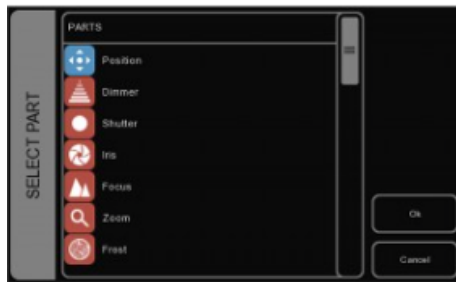 SELECT PART
PARTS
Position
Dimmer
Shutter
Iris
Focus
Zoom
Frost
Ok
Cancel